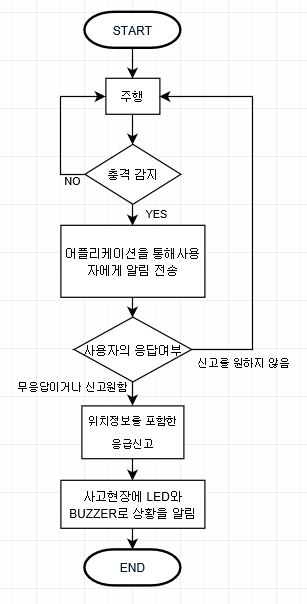 START
주행
충격 감지
NO
YES
어플리케이션을 통해사용
자에게 알림 전송
사용자의 응답여부
신고를 원하지 않음
무응답이거나 신고원함
위치정보를 포함한
응급신고
사고현장에 LED와
BUZZER로 상황을 알림
END